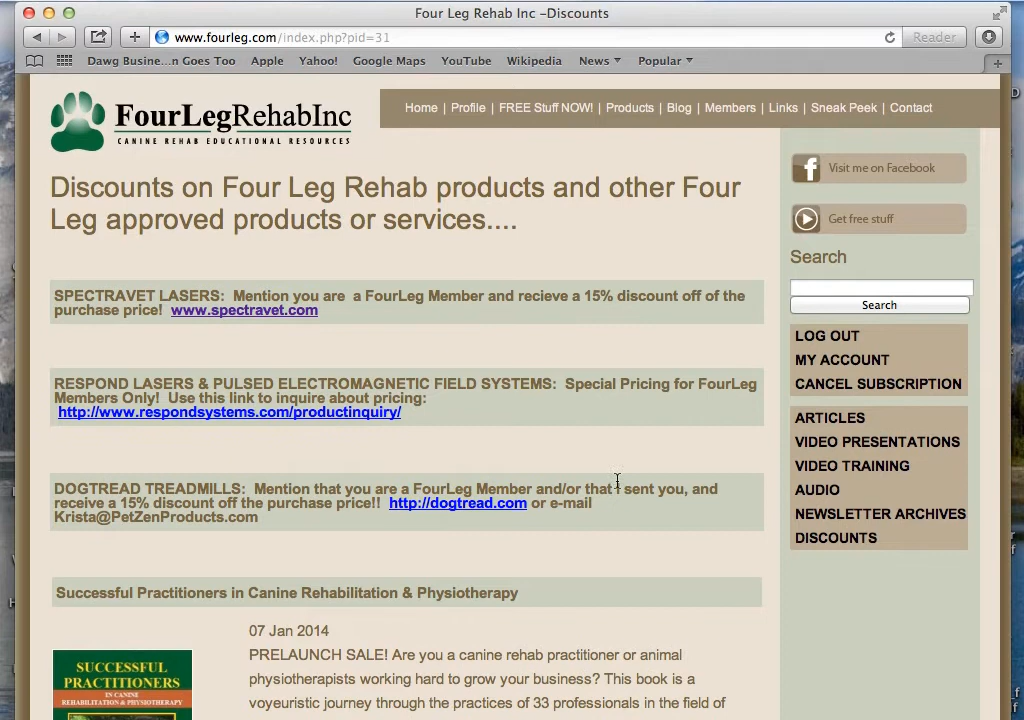 Four Leg Rehab Inc –Discounts
www.fourleg.com/index.php?pid=31
Reader
Dawg Busine...n Goes Too Apple Yahoo! Google Maps YouTube Wikipedia News Popular
FourLegRehabInc
CANINE REHAB EDUCATIONAL RESOURCES
Home | Profile | FREE Stuff NOW! | Products | Blog | Members | Links | Sneak Peek | Contact
Discounts on Four Leg Rehab products and other Four
Leg approved products or services....
SPECTRAVET LASERS: Mention you are a FourLeg Member and recieve a 15% discount off of the
purchase price! www.spectravet.com
RESPOND LASERS & PULSED ELECTROMAGNETIC FIELD SYSTEMS: Special Pricing for FourLeg
Members Only! Use this link to inquire about pricing:
http://www.respondsystems.com/productinquiry/
DOGTREAD TREADMILLS: Mention that you are a FourLeg Member and/or that I sent you, and
receive a 15% discount off the purchase price!! http://dogtread.com or e-mail
Krista@PetZenProducts.com
Successful Practitioners in Canine Rehabilitation & Physiotherapy
SUCCESSFUL
PRACTITIONERS
IN CANINE
REHABILITATION & PHYSIOTHERAPY
07 Jan 2014
PRELAUNCH SALE! Are you a canine rehab practitioner or animal
physiotherapists working hard to grow your business? This book is a
voyeuristic journey through the practices of 33 professionals in the field of
Visit me on Facebook
Get free stuff
Search
Search
LOG OUT
MY ACCOUNT
CANCEL SUBSCRIPTION
ARTICLES
VIDEO PRESENTATIONS
VIDEO TRAINING
AUDIO
NEWSLETTER ARCHIVES
DISCOUNTS